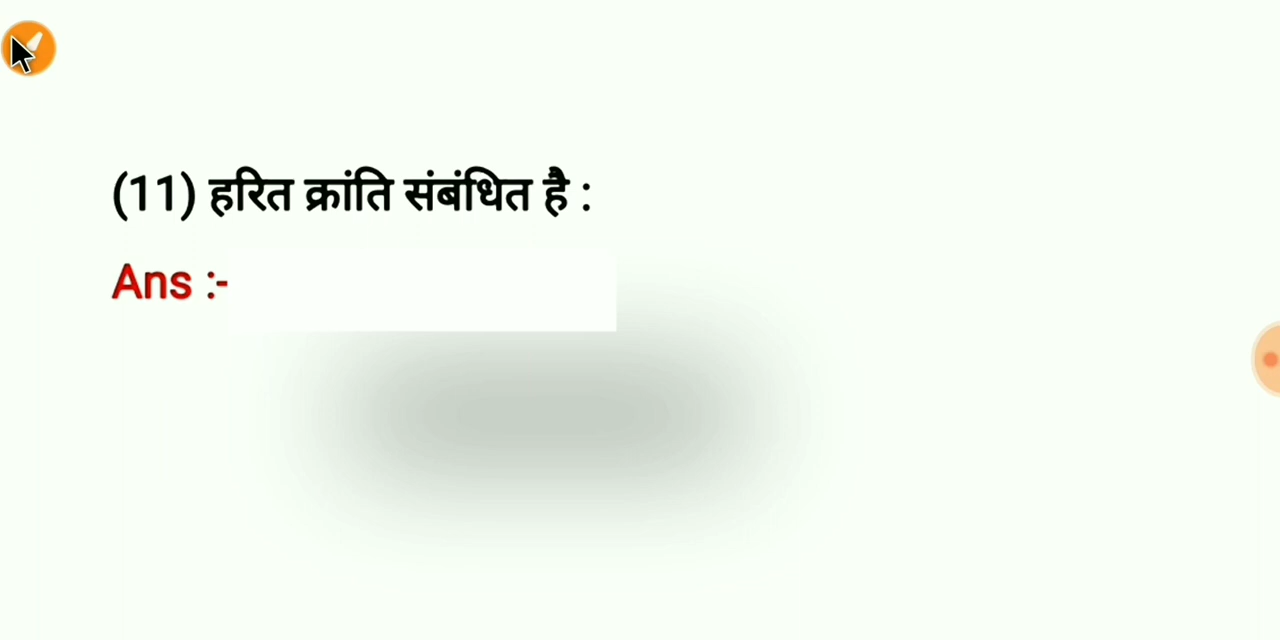 (11) हरित क्रांति संबंधित है :
Ans :-